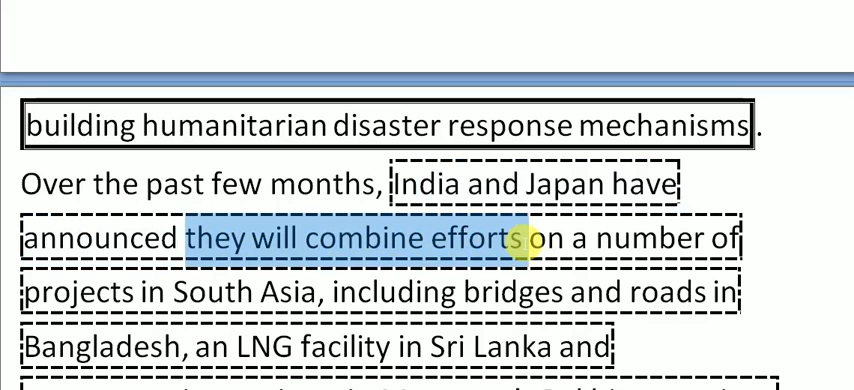 building humanitarian disaster response mechanisms.
Over the past few months, India and Japan have
announced they will combine efforts on a number of
projects in South Asia, including bridges and roads in
Bangladesh, an LNG facility in Sri Lanka and